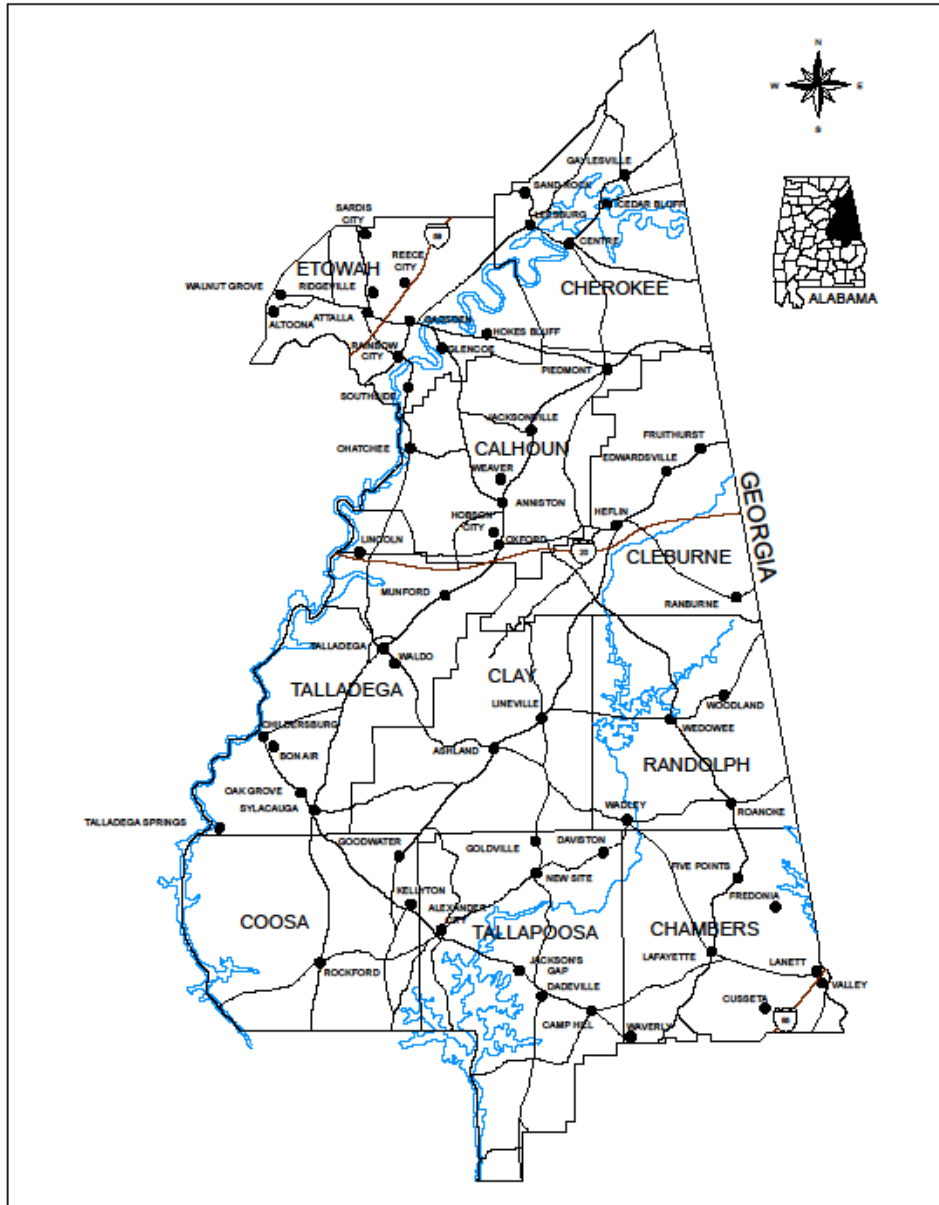 N
W E
S
GAYLESVILLE
SAND ROCK
CEDAR BLUFF
LEESBURG
SARDIS
CITY
59
CENTRE
REECE
CITY
ETOWAH
RIDGEVILLE
CHEROKEE
WALNUT GROVE
ALABAMA
ALTOONA
ATTALLA
GADSDEN
HOKES BLUFF
RAINBOW
CITY
GLENCOE
PIEDMONT
SOUTHSIDE
JACKSONVILLE
FRUITHURST
OHATCHEE
CALHOUN
EDWARDSVILLE
WEAVER
GEORGIA
ANNISTON
HEFLIN
HOBSON
CITY
OXFORD
LINCOLN
20
CLEBURNE
MUNFORD
RANBURNE
TALLADEGA
WALDO
CLAY
TALLADEGA
LINEVILLE
WOODLAND
CHILDERSBURG
WEDOWEE
BON AIR
ASHLAND
RANDOLPH
OAK GROVE
SYLACAUGA
WADLEY
ROANOKE
TALLADEGA SPRINGS
GOODWATER
GOLDVILLE
DAVISTON
NEW SITE
FIVE POINTS
KELLYTON
FREDONIA
ALEXANDER
CITY
COOSA
TALLAPOOSA
CHAMBERS
LAFAYETTE
ROCKFORD
JACKSON'S
GAP
LANETT
VALLEY
DADEVILLE
CUSSETA
CAMP HILL
WAVERLY
85